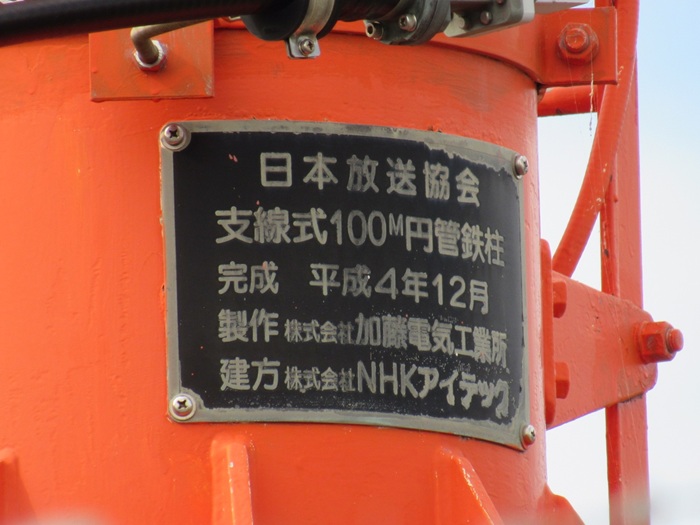 日本放送協会
支線式100M円管鉄柱
完成 平成4年12月
製作 株式会社加藤電気工業所
建方 株式会社NHKアイテック